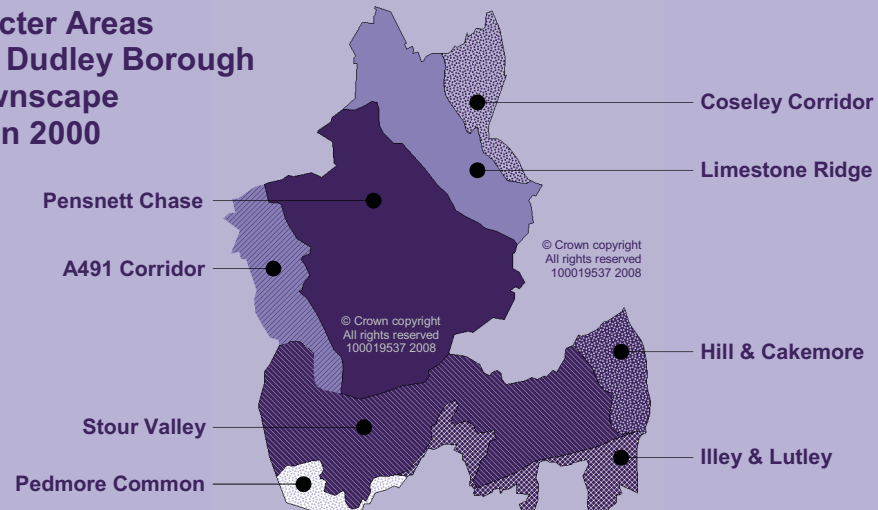 cter Areas
Dudley Borough
wnscape
n 2000
Coseley Corridor
Limestone Ridge
Pensnett Chase
© Crown copyright
All rights reserved
100019537 2008
A491 Corridor
© Crown copyright
All rights reserved
100019537 2008
Hill & Cakemore
Stour Valley
Illey & Lutley
Pedmore Common